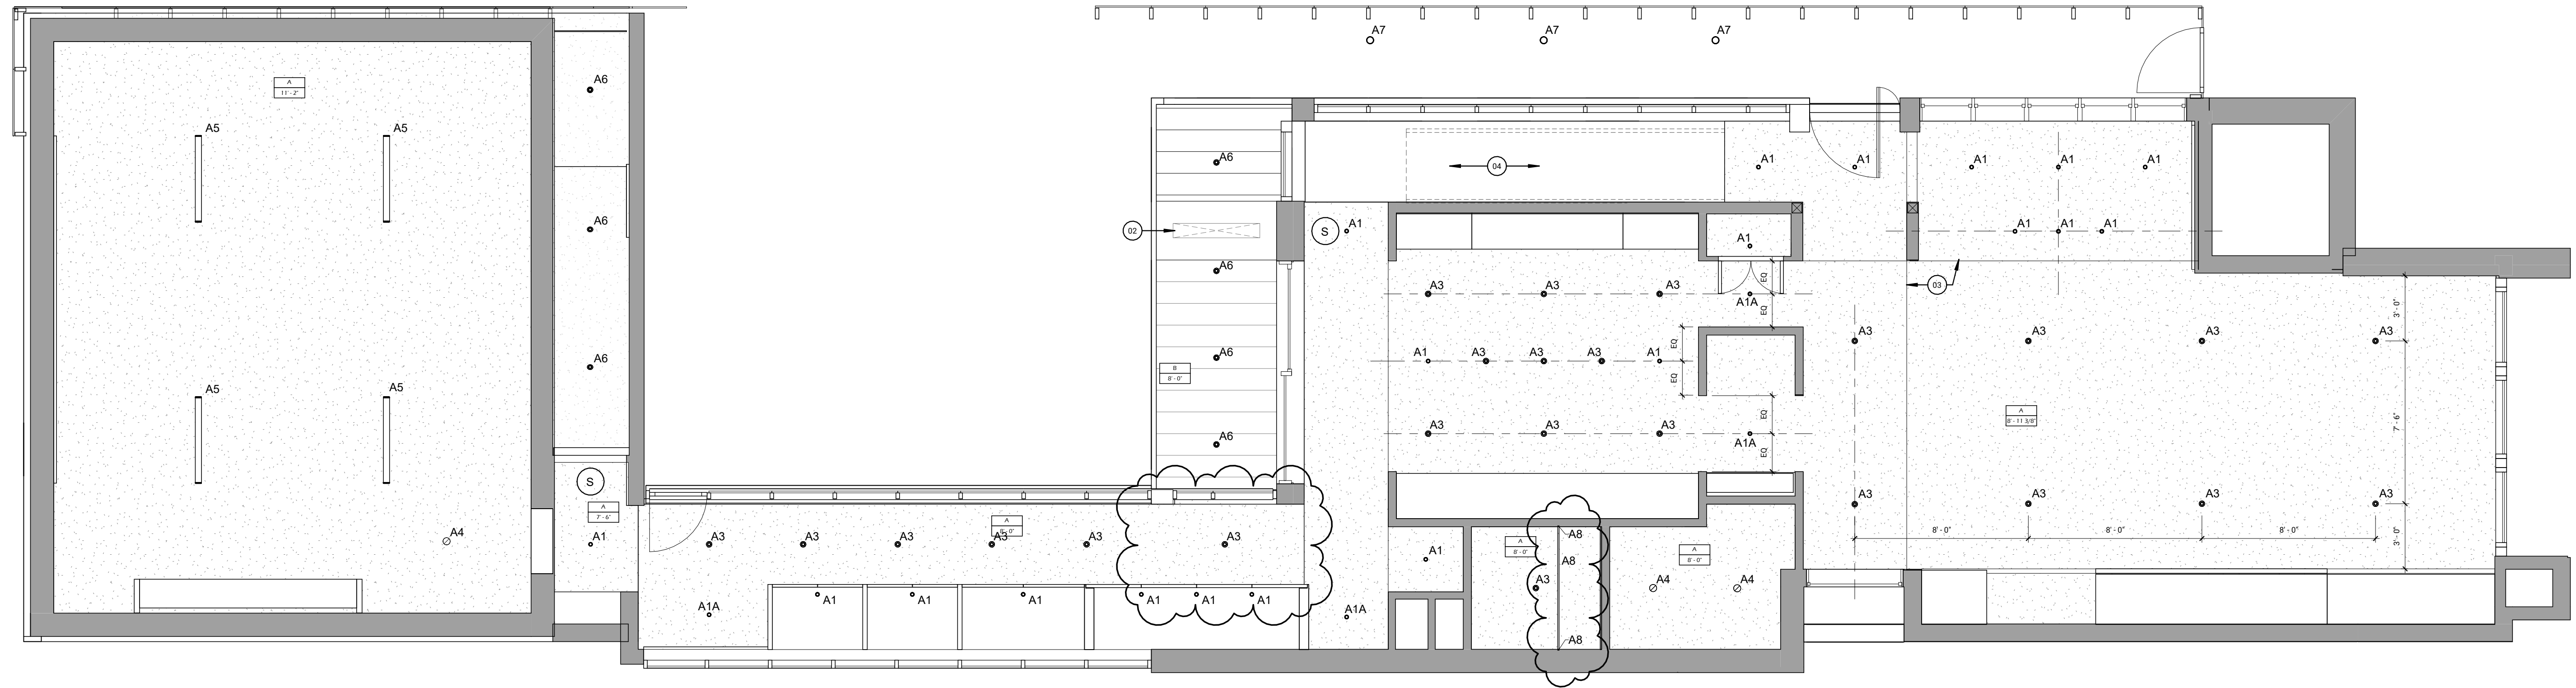 A7 A7 A7
A
11' - 2"
A6
A5 A5
A6
A1 A1 A1 A1 A1
04
A6
02
S
A1
A1
A1 A1 A1
A6
EQ
03
A3 A3 A3
A1A
EQ
3' - 0"
A3 A3 A3 A3
EQ
A6
A1 A3 A3 A3 A1
B
8' - 0"
EQ
A6
A5 A5
A
8' - 11 3/8"
EQ
7' - 6"
A3 A3 A3
A1A
A6
EQ
S
A3 A3 A3 A3
A
7' - 6"
A
8' - 0"
8' - 0" 8' - 0" 8' - 0"
3' - 0"
A4
A1
A3 A3 A3 A3 A3 A3
A1
A
8' - 0"
A8
A
8' - 0"
A8
A3
A4 A4
A1 A1 A1 A1 A1 A1
A1A
A1A
A8